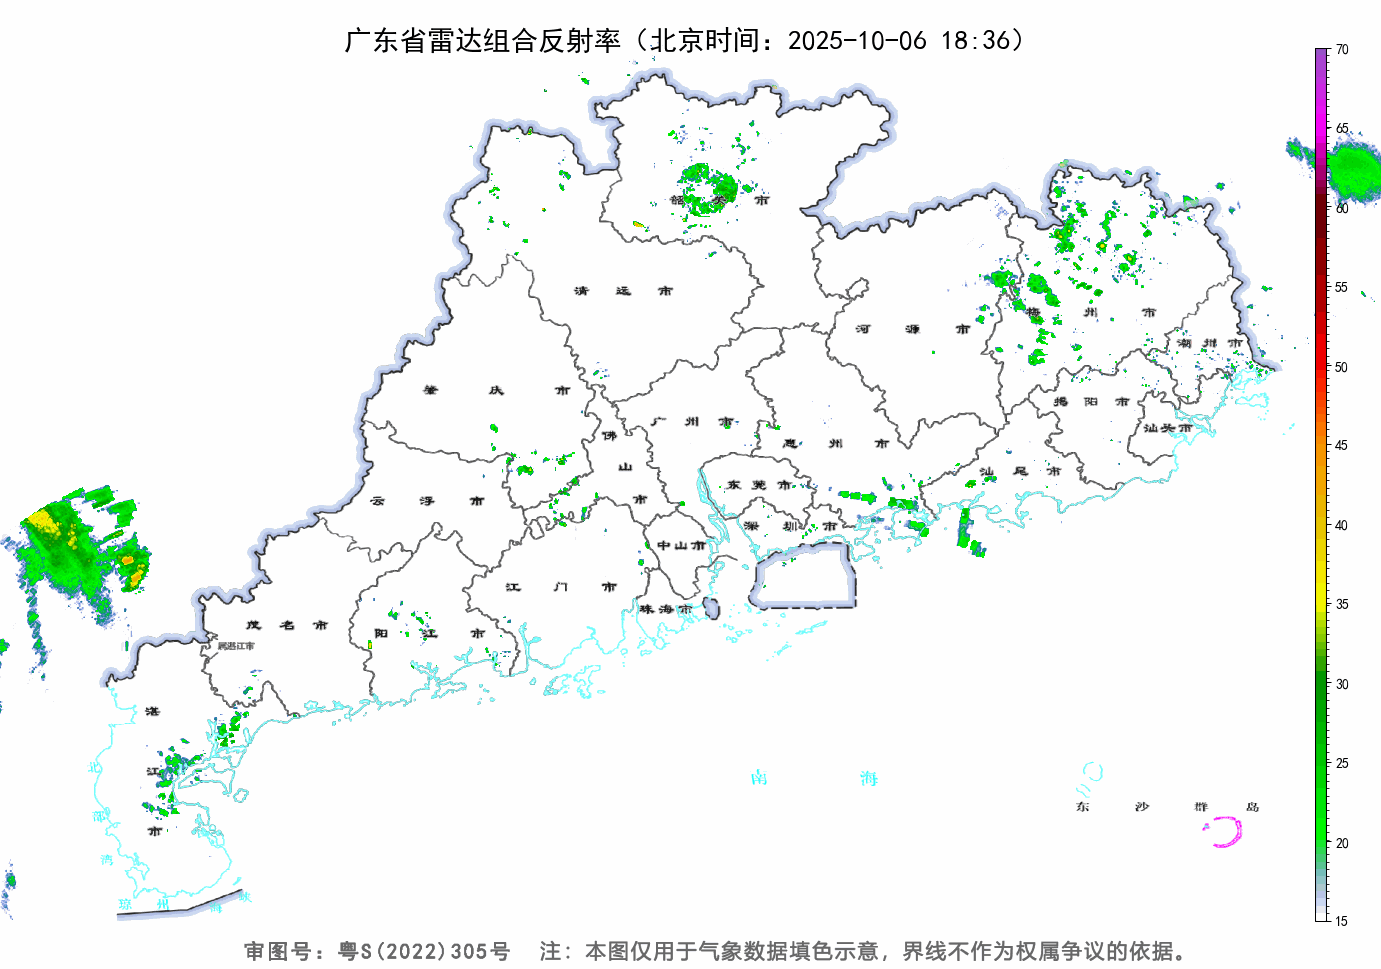 广东省雷达组合反射率（北京时间：2025-10-06 18:36）
70
65
60
55
50
45
40
35
30
25
20
15
韶 关 市
清 远 市
河 源 市
梅 州 市
潮 州 市
肇 庆 市
广 州 市
揭 阳 市
汕头市
佛 山 市
惠 州 市
汕 尾 市
云 浮 市
东 莞 市
深 圳 市
中山市
江 门 市
珠海市
茂 名 市
阳 江 市
属湛江市
湛 江 市
北 部 湾
南 海
东 沙 群 岛
琼 州 海 峡
审图号：粤S(2022)305号 注：本图仅用于气象数据填色示意，界线不作为权属争议的依据。